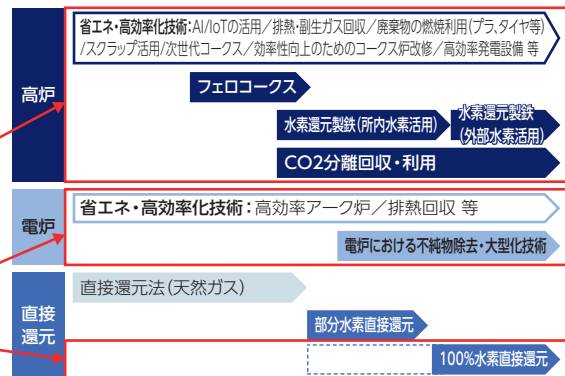 高炉
省エネ・高効率化技術:AI/IoTの活用／排熱・副生ガス回収／廃棄物の燃焼利用(プラ、タイヤ等)
/スクラップ活用/次世代コークス／効率性向上のためのコークス炉改修／高効率発電設備 等
フェロコークス
水素還元製鉄(所内水素活用)
水素還元製鉄
(外部水素活用)
CO2分離回収・利用
電炉
省エネ・高効率化技術:高効率アーク炉／排熱回収 等
電炉における不純物除去・大型化技術
直接
還元
直接還元法(天然ガス)
部分水素直接還元
100%水素直接還元